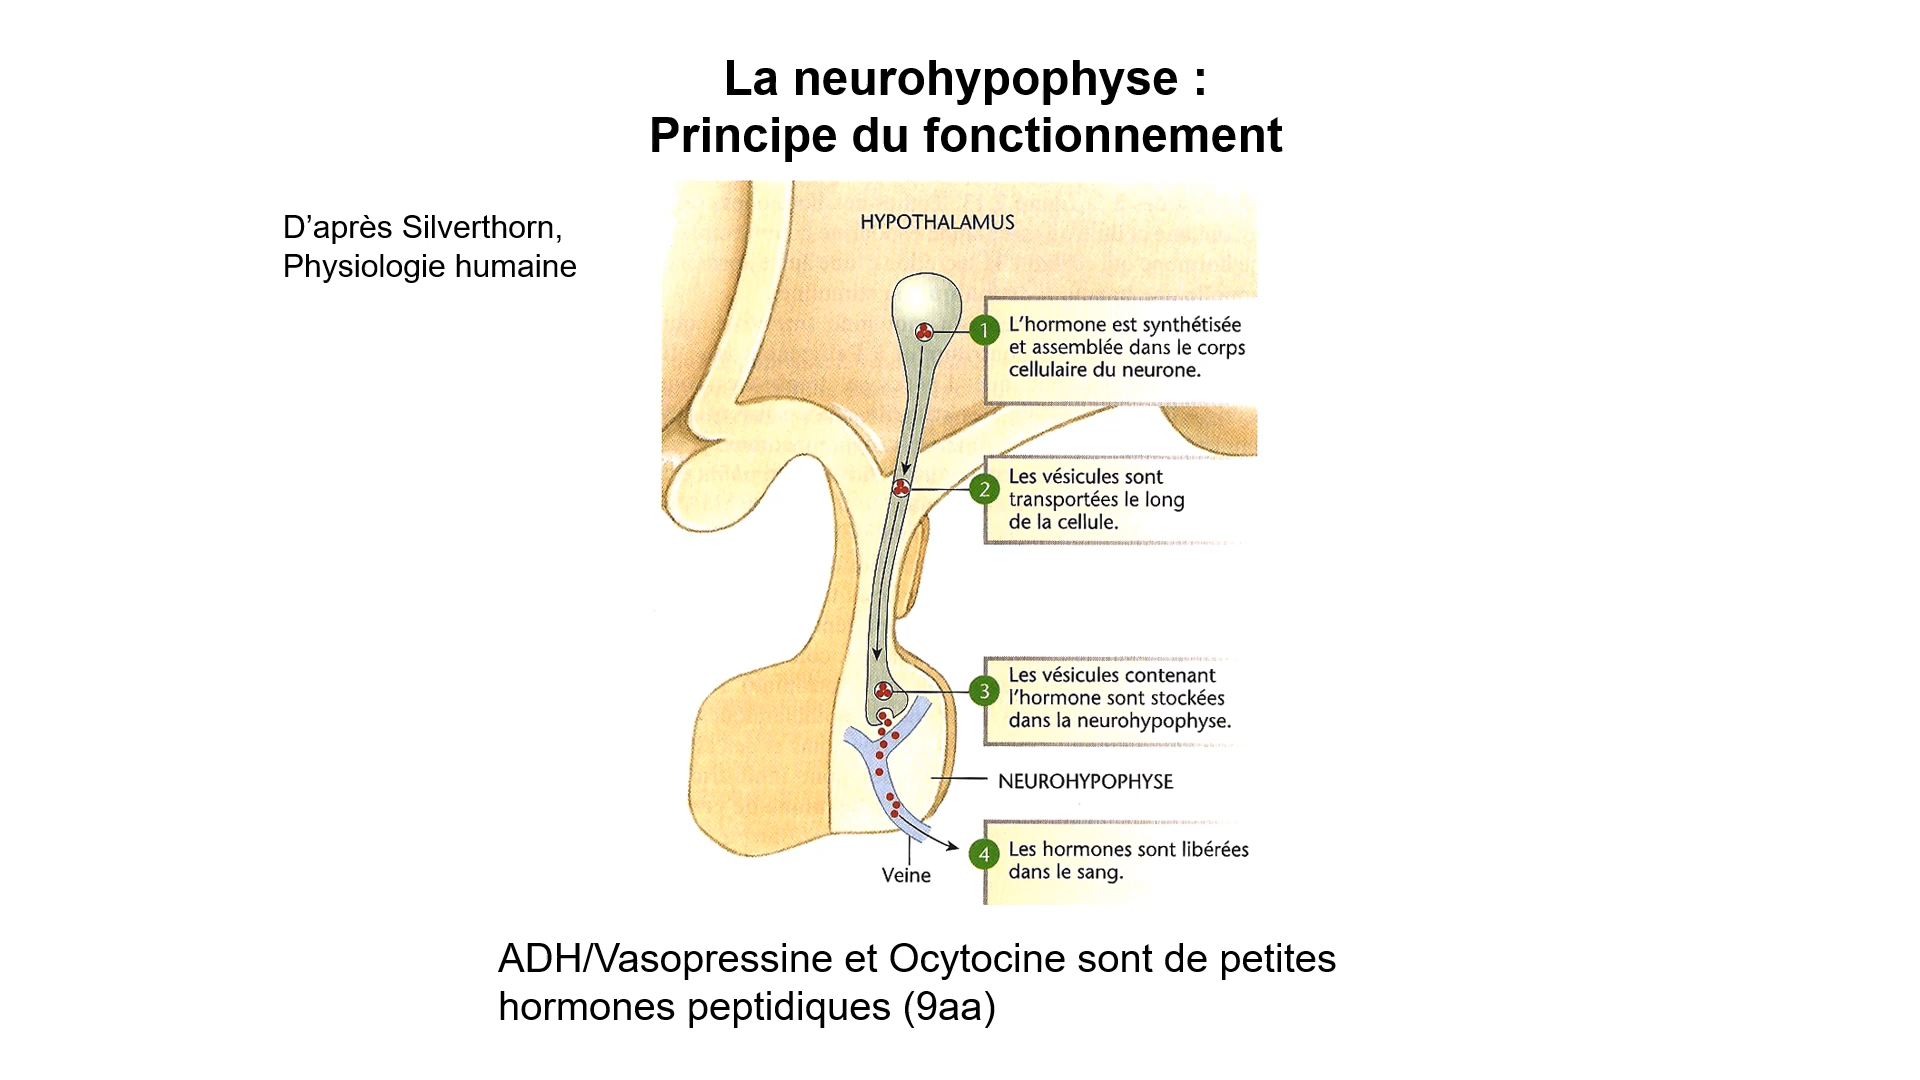 La neurohypophyse :
Principe du fonctionnement
D’après Silverthorn,
Physiologie humaine
HYPOTHALAMUS
1
L’hormone est synthétisée
et assemblée dans le corps
cellulaire du neurone.
2
Les vésicules sont
transportées le long
de la cellule.
3
Les vésicules contenant
l’hormone sont stockées
dans la neurohypophyse.
NEUROHYPOPHYSE
4
Les hormones sont libérées
dans le sang.
Veine
ADH/Vasopressine et Ocytocine sont de petites
hormones peptidiques (9aa)